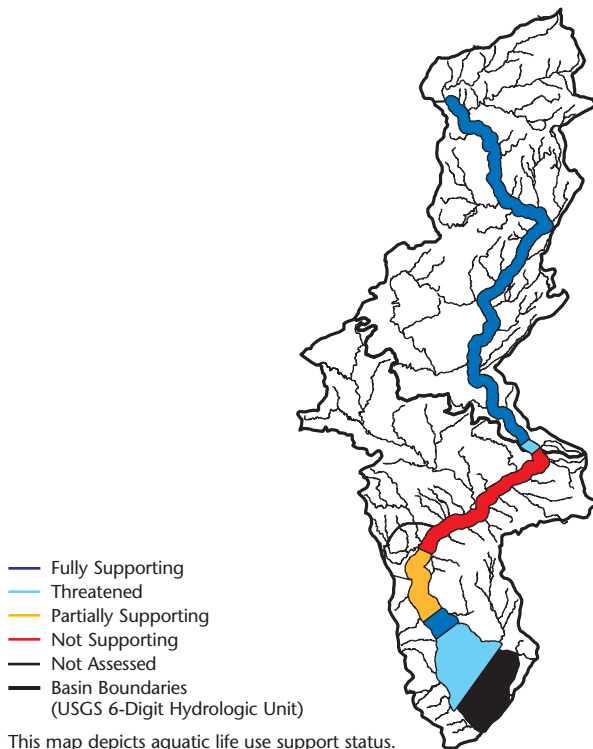 Fully Supporting
Threatened
Partially Supporting
Not Supporting
Not Assessed
Basin Boundaries
(USGS 6-Digit Hydrologic Unit)
This map depicts aquatic life use support status.